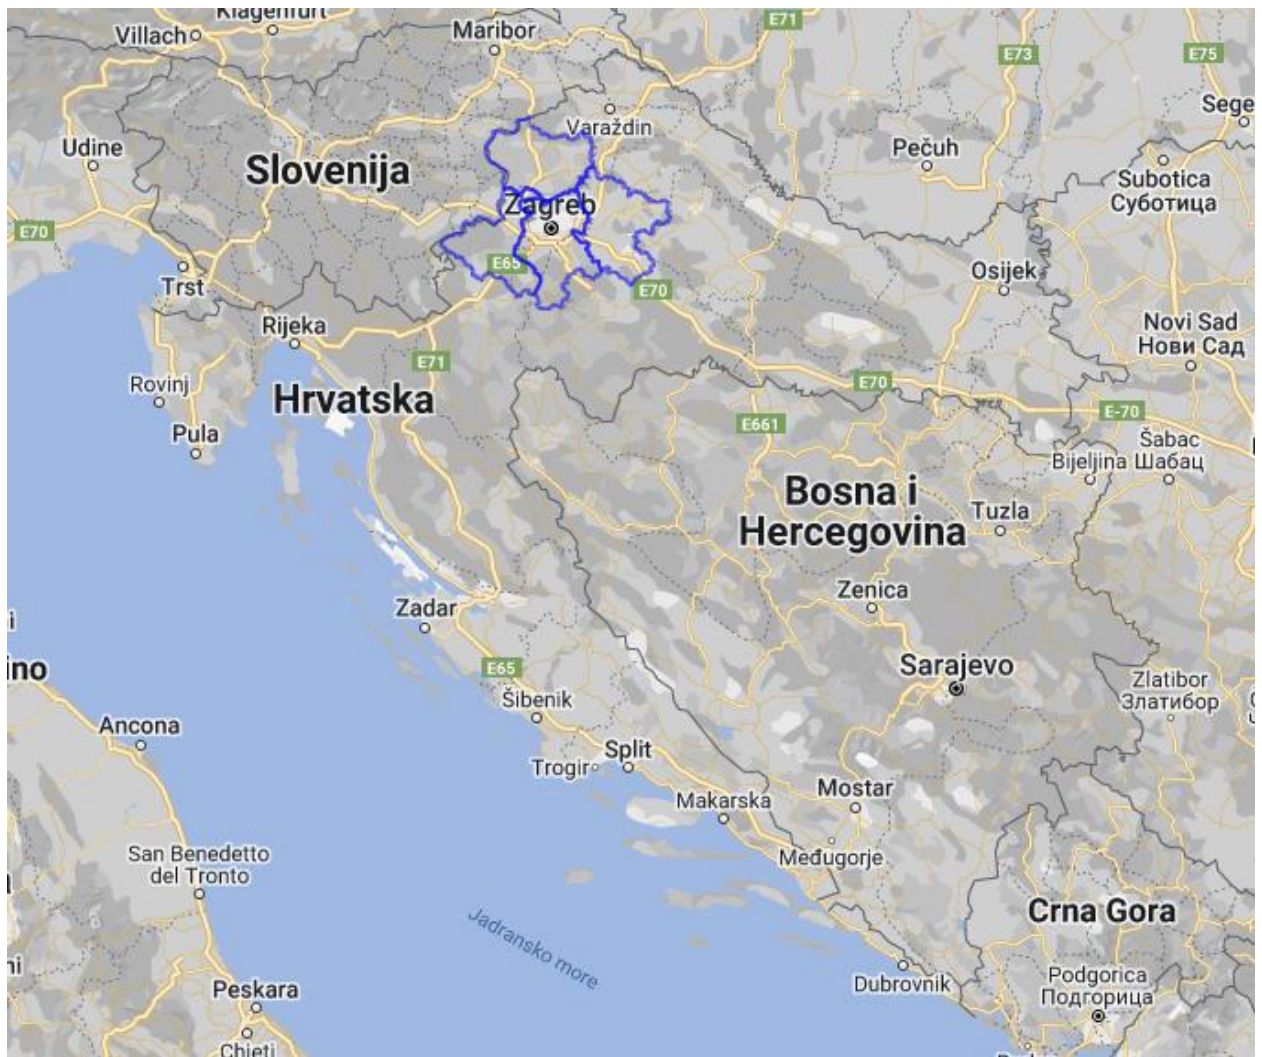 Klagenfurt
E71
Villach
Maribor
E73
E75
Sege
Varaždin
Udine
Pečuh
Slovenija
Subotica
Суботица
Zagreb
E70
E65
Trst
Osijek
E70
Rijeka
Novi Sad
Нови Сад
E71
Rovinj
E70
Hrvatska
E-70
Pula
E661
Šabac
Bijeljina Шабац
Bosna i
Hercegovina
Tuzla
Zenica
Zadar
i
ino
E65
Sarajevo
Zlatibor
Златибор
Šibenik
Ancona
Split
Trogir
Mostar
Makarska
San Benedetto
del Tronto
Međugorje
Crna Gora
Jadransko more
Dubrovnik
Podgorica
Подгорица
ni
Peskara
Chieti